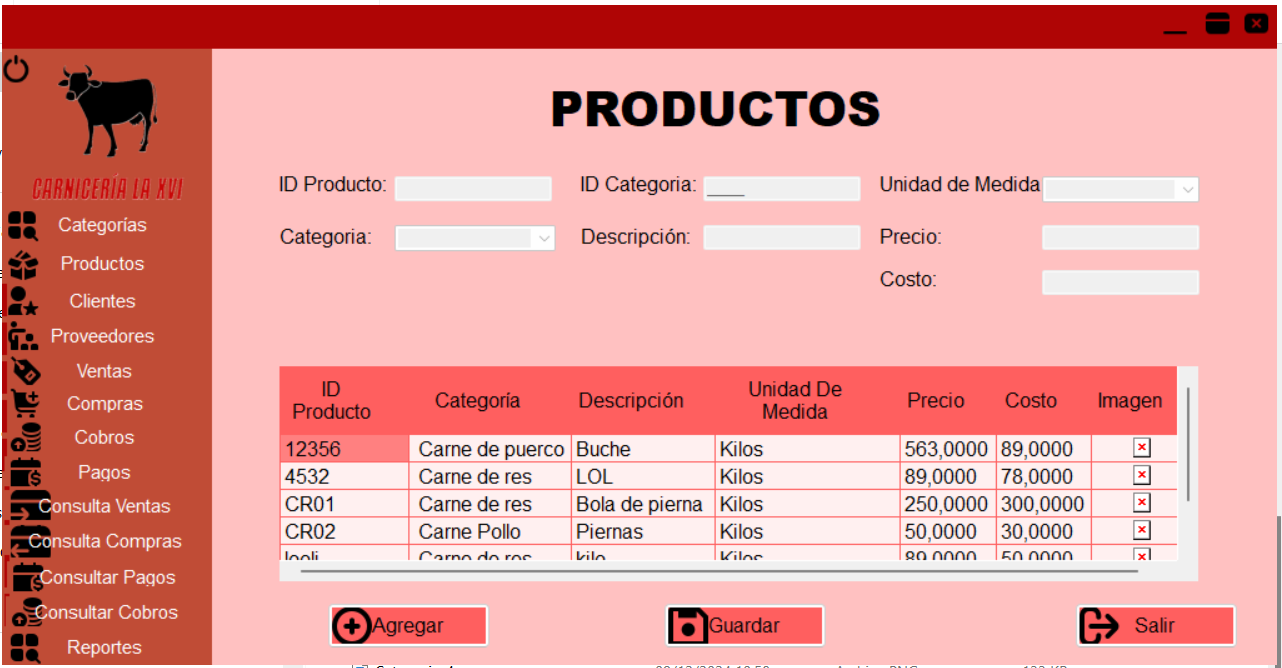 PRODUCTOS
CARNICERÍA LA XVI
Categorías
Productos
Clientes
Proveedores
Ventas
Compras
Cobros
Pagos
Consulta Ventas
Consulta Compras
Consultar Pagos
Consultar Cobros
Reportes
ID Producto: ID Categoria: ____ Unidad de Medida
Categoria: Descripción: Precio:
Costo:
ID Producto Categoría Descripción Unidad De Medida Precio Costo Imagen
12356 Carne de puerco Buche Kilos 563,0000 89,0000
4532 Carne de res LOL Kilos 89,0000 78,0000
CR01 Carne de res Bola de pierna Kilos 250,0000 300,0000
CR02 Carne Pollo Piernas Kilos 50,0000 30,0000
Carne de res kilo Kilos 89,0000 50,0000
Agregar Guardar Salir